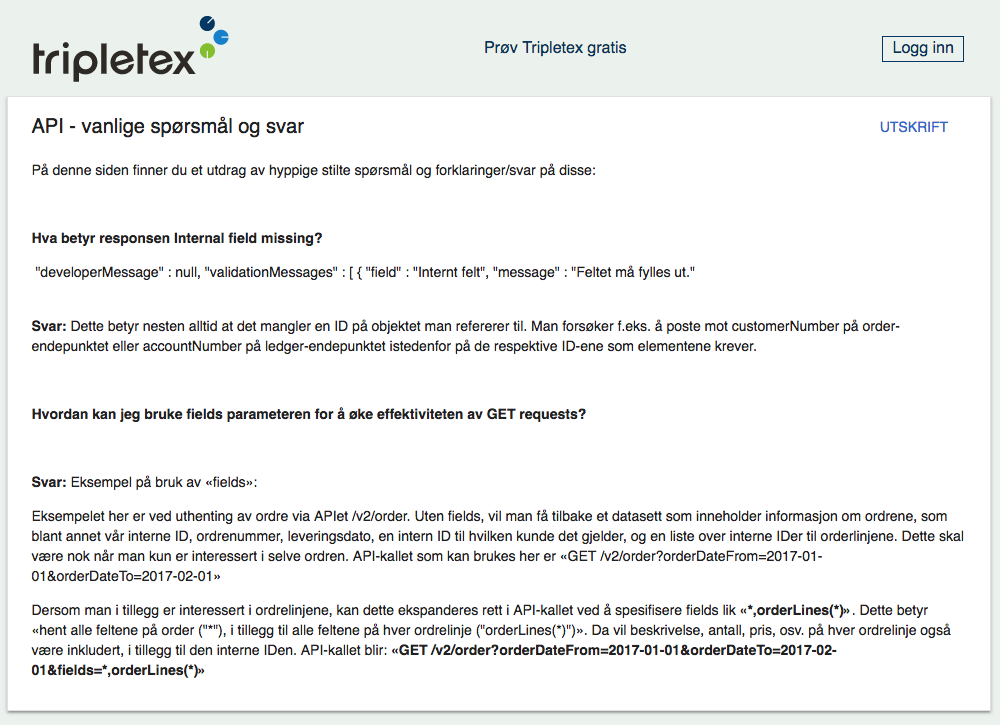 tripletex
Prøv Tripletex gratis
Logg inn
API - vanlige spørsmål og svar
UTSKRIFT
På denne siden finner du et utdrag av hyppige stilte spørsmål og forklaringer/svar på disse:
Hva betyr responsen Internal field missing?
"developerMessage" : null, "validationMessages" : [ { "field" : "Internt felt", "message" : "Feltet må fylles ut."
Svar: Dette betyr nesten alltid at det mangler en ID på objektet man refererer til. Man forsøker f.eks. å poste mot customerNumber på order-
endepunktet eller accountNumber på ledger-endepunktet istedenfor på de respektive ID-ene som elementene krever.
Hvordan kan jeg bruke fields parameteren for å øke effektiviteten av GET requests?
Svar: Eksempel på bruk av «fields»:
Eksempelet her er ved uthenting av ordre via APIet /v2/order. Uten fields, vil man få tilbake et datasett som inneholder informasjon om ordrene, som
blant annet vår interne ID, ordrenummer, leveringsdato, en intern ID til hvilken kunde det gjelder, og en liste over interne IDer til orderlinjene. Dette skal
være nok når man kun er interessert i selve ordren. API-kallet som kan brukes her er «GET /v2/order?orderDateFrom=2017-01-
01&orderDateTo=2017-02-01»
Dersom man i tillegg er interessert i ordrelinjene, kan dette ekspanderes rett i API-kallet ved å spesifisere fields lik «*,orderLines(*)». Dette betyr
«hent alle feltene på order ("*"), i tillegg til alle feltene på hver ordrelinje ("orderLines(*)")». Da vil beskrivelse, antall, pris, osv. på hver ordrelinje også
være inkludert, i tillegg til den interne IDen. API-kallet blir: «GET /v2/order?orderDateFrom=2017-01-01&orderDateTo=2017-02-
01&fields=*,orderLines(*)»